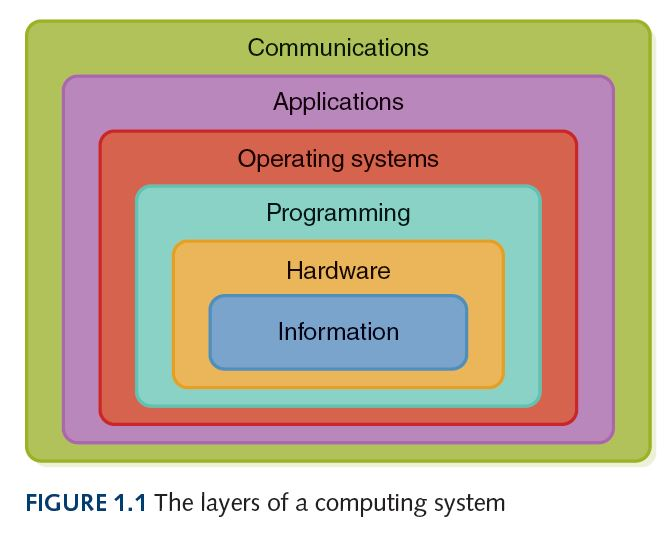 Communications
Applications
Operating systems
Programming
Hardware
Information
FIGURE 1.1 The layers of a computing system